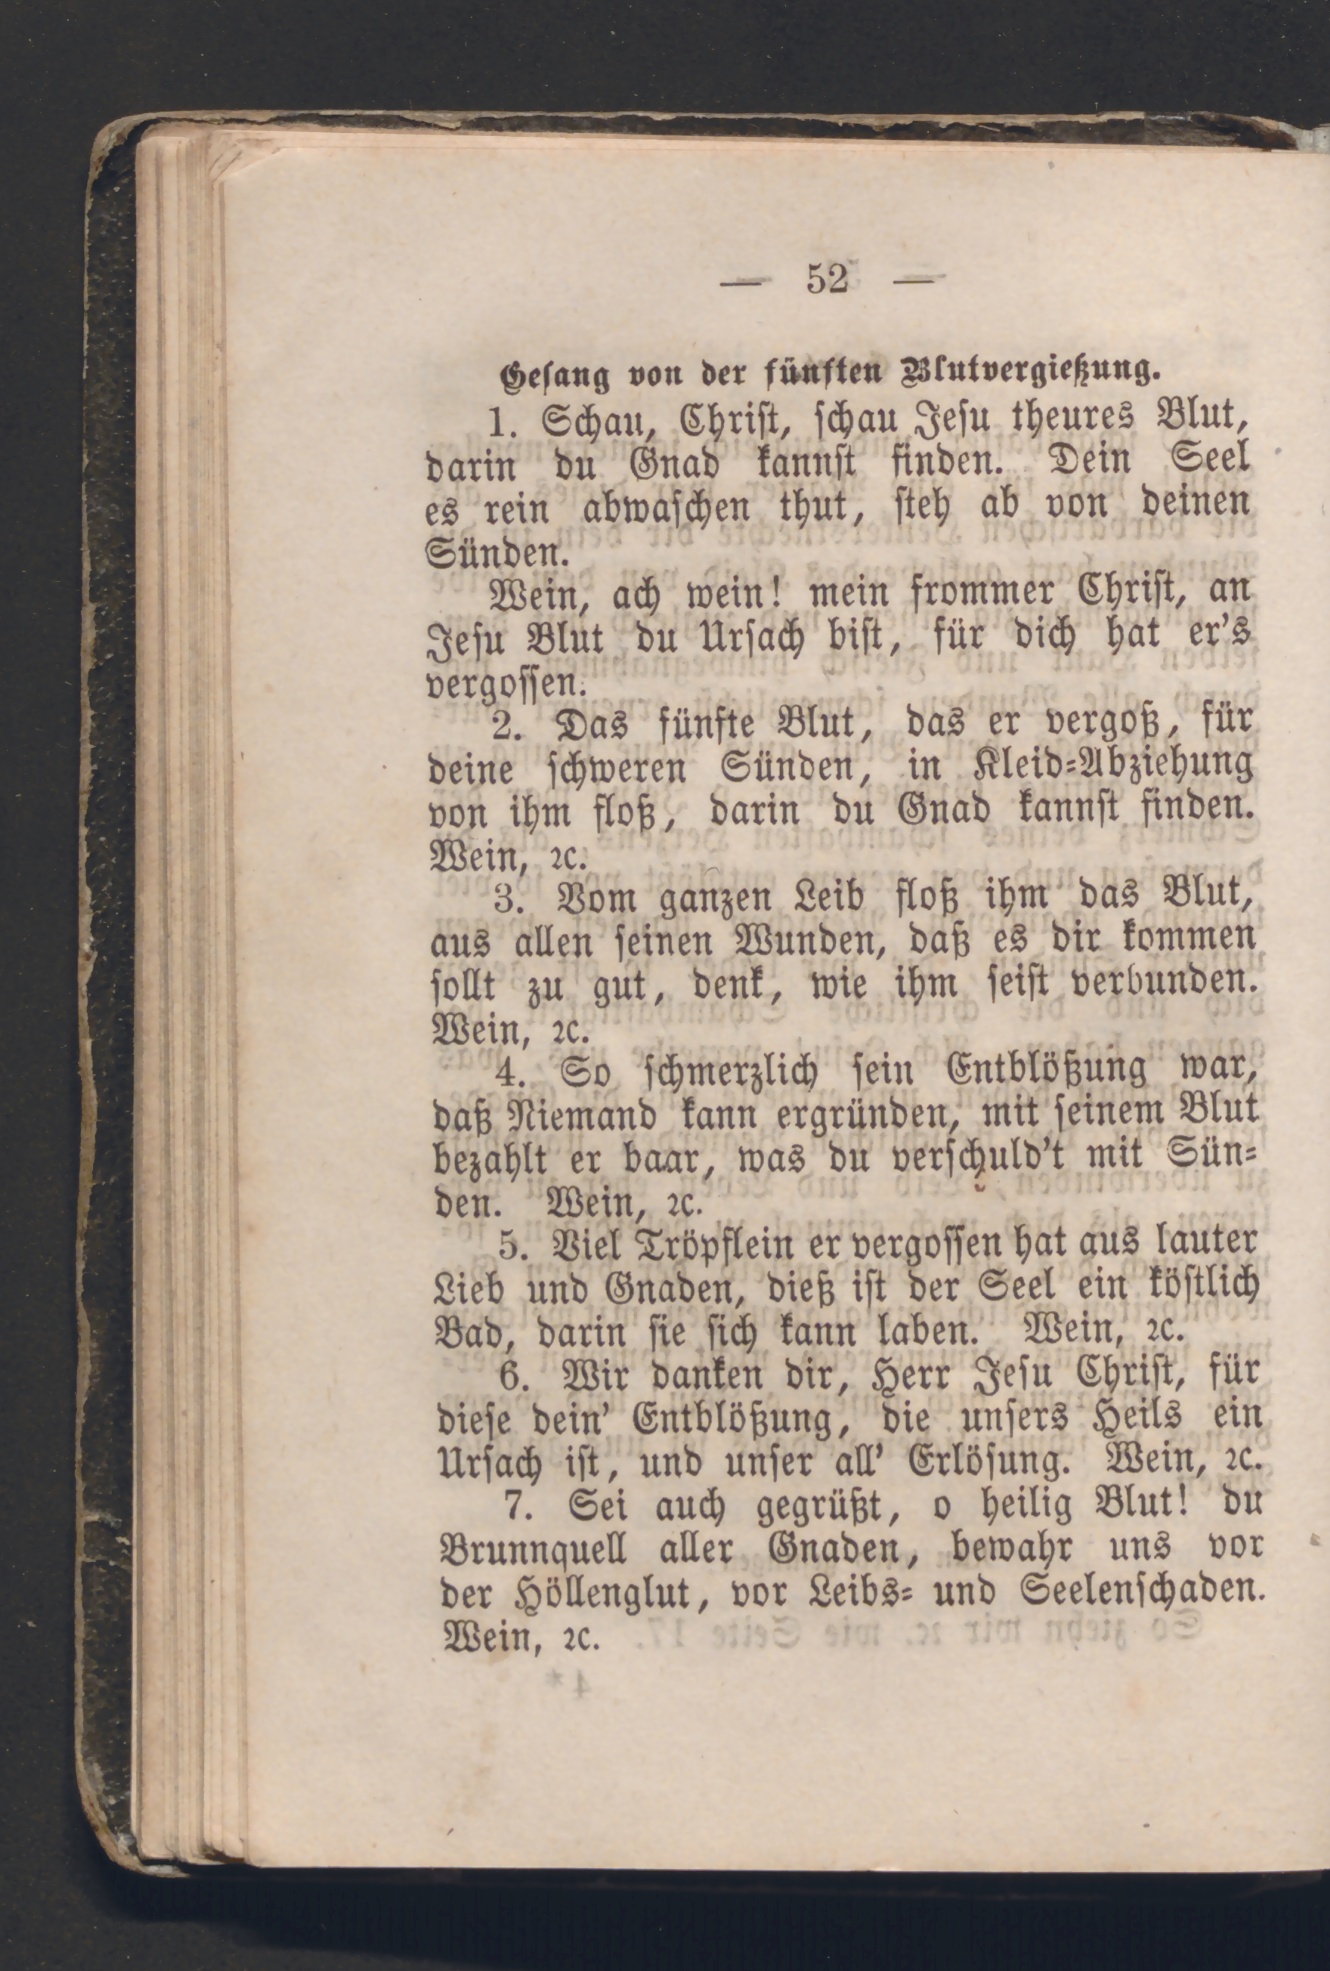 — 52 —
Gesang von der fünften Blutvergießung.
1. Schau, Christ, schau Jesu theures Blut,
darin du Gnad kannst finden. Dein Seel
es rein abwaschen thut, steh ab von deinen
Sünden.
Wein, ach wein! mein frommer Christ, an
Jesu Blut du Ursach bist, für dich hat er's
vergossen.
2. Das fünfte Blut, das er vergoß, für
deine schweren Sünden, in Kleid-Abziehung
von ihm floß, darin du Gnad kannst finden.
Wein, ꝛc.
3. Vom ganzen Leib floß ihm das Blut,
aus allen seinen Wunden, daß es dir kommen
sollt zu gut, denk, wie ihm seist verbunden.
Wein, ꝛc.
4. So schmerzlich sein Entblößung war,
daß Niemand kann ergründen, mit seinem Blut
bezahlt er baar, was du verschuld't mit Sün-
den. Wein, ꝛc.
5. Viel Tröpflein er vergossen hat aus lauter
Lieb und Gnaden, dieß ist der Seel ein köstlich
Bad, darin sie sich kann laben. Wein, ꝛc.
6. Wir danken dir, Herr Jesu Christ, für
diese dein' Entblößung, die unsers Heils ein
Ursach ist, und unser all' Erlösung. Wein, ꝛc.
7. Sei auch gegrüßt, o heilig Blut! du
Brunnquell aller Gnaden, bewahr uns vor
der Höllenglut, vor Leibs- und Seelenschaden.
Wein, ꝛc.